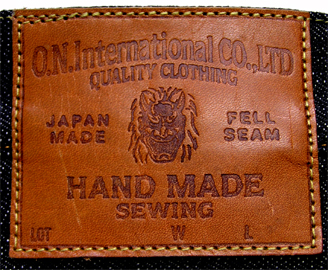 O.N.International CO.,LTD
QUALITY CLOTHING
JAPAN MADE
FELL SEAM
HAND MADE
SEWING
LOT W L